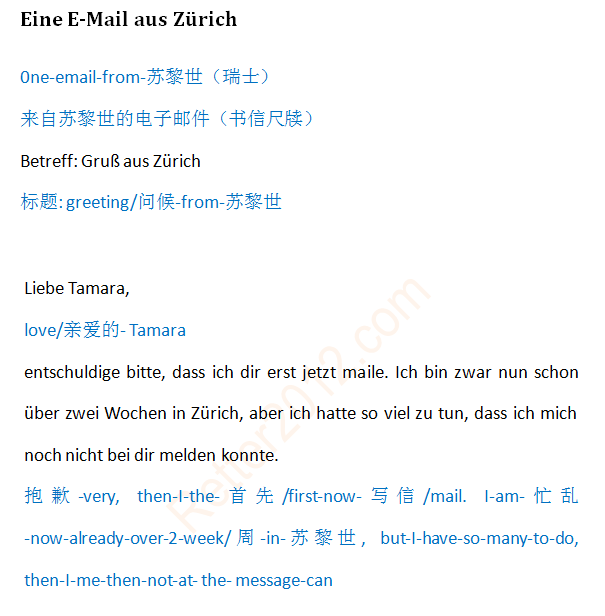 Eine E-Mail aus Zürich
0ne-email-from-苏黎世（瑞士）
来自苏黎世的电子邮件（书信尺牍）
Betreff: Gruß aus Zürich
标题: greeting/问候-from-苏黎世
Liebe Tamara,
love/亲爱的- Tamara
entschuldige bitte, dass ich dir erst jetzt maile. Ich bin zwar nun schon
über zwei Wochen in Zürich, aber ich hatte so viel zu tun, dass ich mich
noch nicht bei dir melden konnte.
抱歉-very, then-I-the-首先/first-now-写信/mail. I-am-忙乱
-now-already-over-2-week/周-in-苏黎世, but-I-have-so-many-to-do,
then-I-me-then-not-at- the- message-can